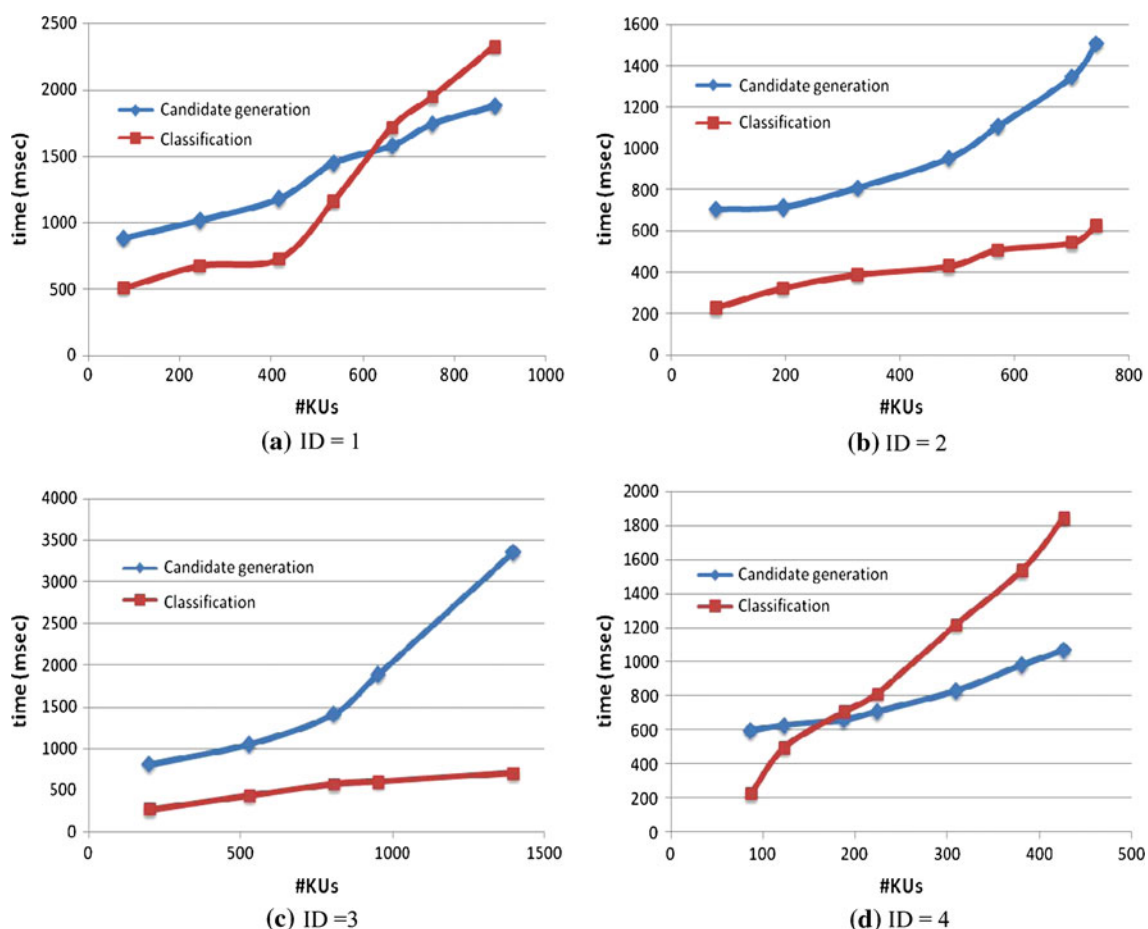 2500
2000
1500
1000
500
0
time (msec)
Candidate generation
Classification
0 200 400 600 800 1000
#KUs
(a) ID = 1
1600
1400
1200
1000
800
600
400
200
0
time (msec)
Candidate generation
Classification
0 200 400 600 800
#KUs
(b) ID = 2
4000
3500
3000
2500
2000
1500
1000
500
0
time (msec)
Candidate generation
Classification
0 500 1000 1500
#KUs
(c) ID =3
2000
1800
1600
1400
1200
1000
800
600
400
200
0
time (msec)
Candidate generation
Classification
0 100 200 300 400 500
#KUs
(d) ID = 4